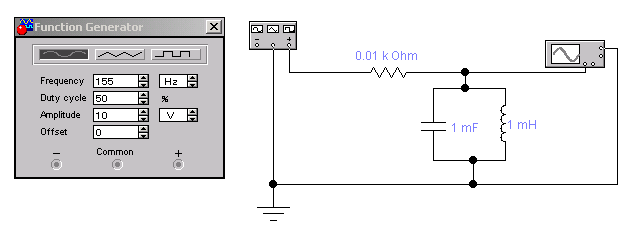 Function Generator
Frequency 155 Hz
Duty cycle 50 %
Amplitude 10 V
Offset 0
− Common +
− +
0.01 k Ohm
1 mF 1 mH